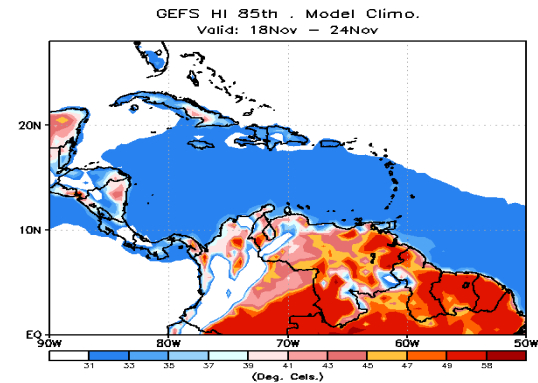 GEFS HI 85th . Model Climo.
Valid: 18Nov – 24Nov
20N
10N
EQ
90W 80W 70W 60W 50W
31 33 35 37 39 41 43 45 47 49 58
(Deg. Cels.)